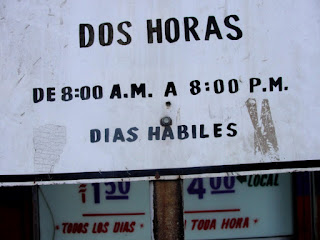 DOS HORAS
DE 8:00 A.M. A 8:00 P.M.
DIAS HABILES
1.50 4.00 LOCAL
TODOS LOS DIAS A TODA HORA